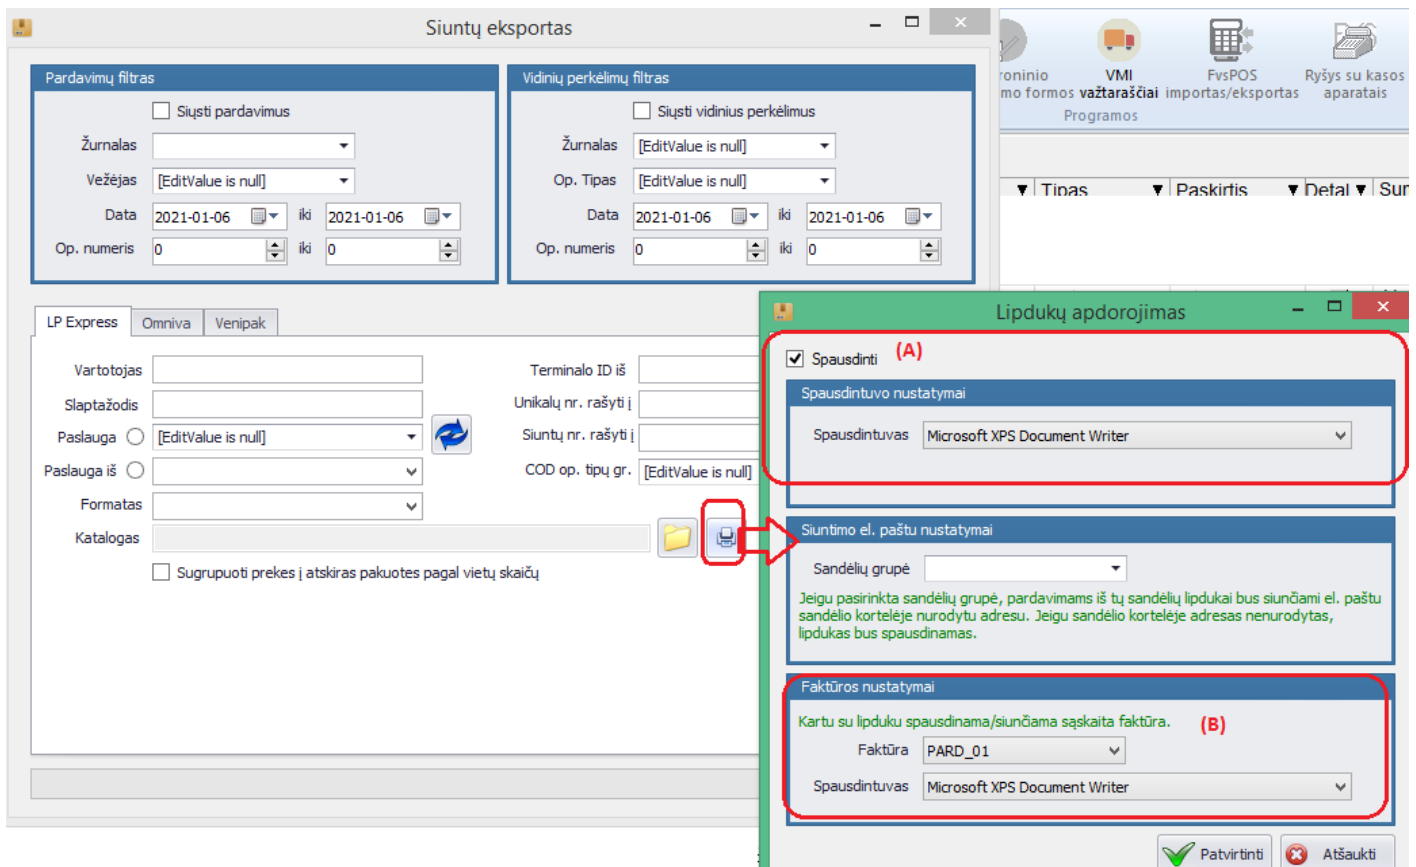 Siuntų eksportas
Pardavimų filtras
Siųsti pardavimus
Žurnalas
Vežėjas [EditValue is null]
Data 2021-01-06 iki 2021-01-06
Op. numeris 0 iki 0
Vidinių perkėlimų filtras
Siųsti vidinius perkėlimus
Žurnalas [EditValue is null]
Op. Tipas [EditValue is null]
Data 2021-01-06 iki 2021-01-06
Op. numeris 0 iki 0
roninio VMI FvsPOS Ryšys su kasos
mo formos važtaraščiai importas/eksportas aparatais
Programos
Tipas Paskirtis Detal Sur
LP Express Omniva Venipak
Vartotojas
Slaptažodis
Paslauga [EditValue is null]
Paslauga iš
Formatas
Katalogas
Sugrupuoti prekes į atskiras pakuotes pagal vietų skaičų
Terminalo ID iš
Unikalų nr. rašyti į
Siuntų nr. rašyti į
COD op. tipų gr. [EditValue is null]
Lipdukų apdorojimas
Spausdinti (A)
Spausdintuvo nustatymai
Spausdintuvas Microsoft XPS Document Writer
Siuntimo el. paštu nustatymai
Sandėlių grupė
Jeigu pasirinkta sandėlių grupė, pardavimams iš tų sandėlių lipdukai bus siunčiami el. paštu
sandėlio kortelėje nurodytu adresu. Jeigu sandėlio kortelėje adresas nenurodytas,
lipdukas bus spausdinamas.
Faktūros nustatymai
Kartu su lipduku spausdinama/siunčiama sąskaita faktūra. (B)
Faktūra PARD_01
Spausdintuvas Microsoft XPS Document Writer
Patvirtinti Atšaukti